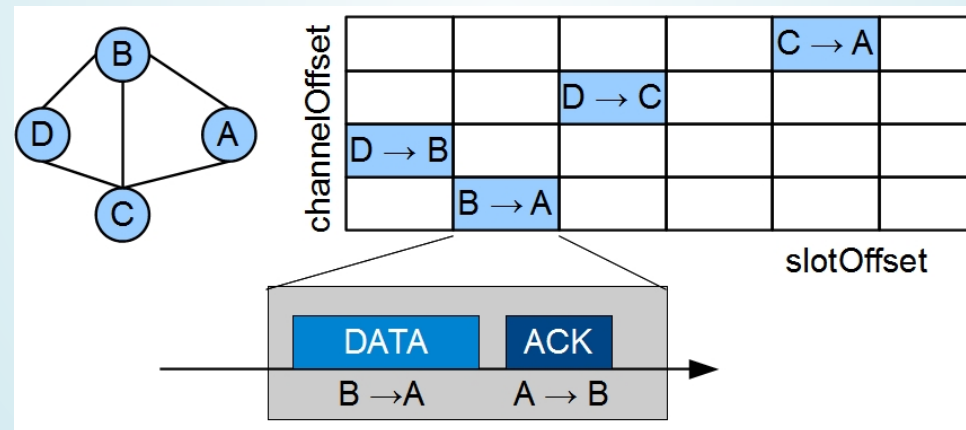 B
D
A
C
channelOffset
C → A
D → C
D → B
B → A
slotOffset
DATA
ACK
B →A
A → B